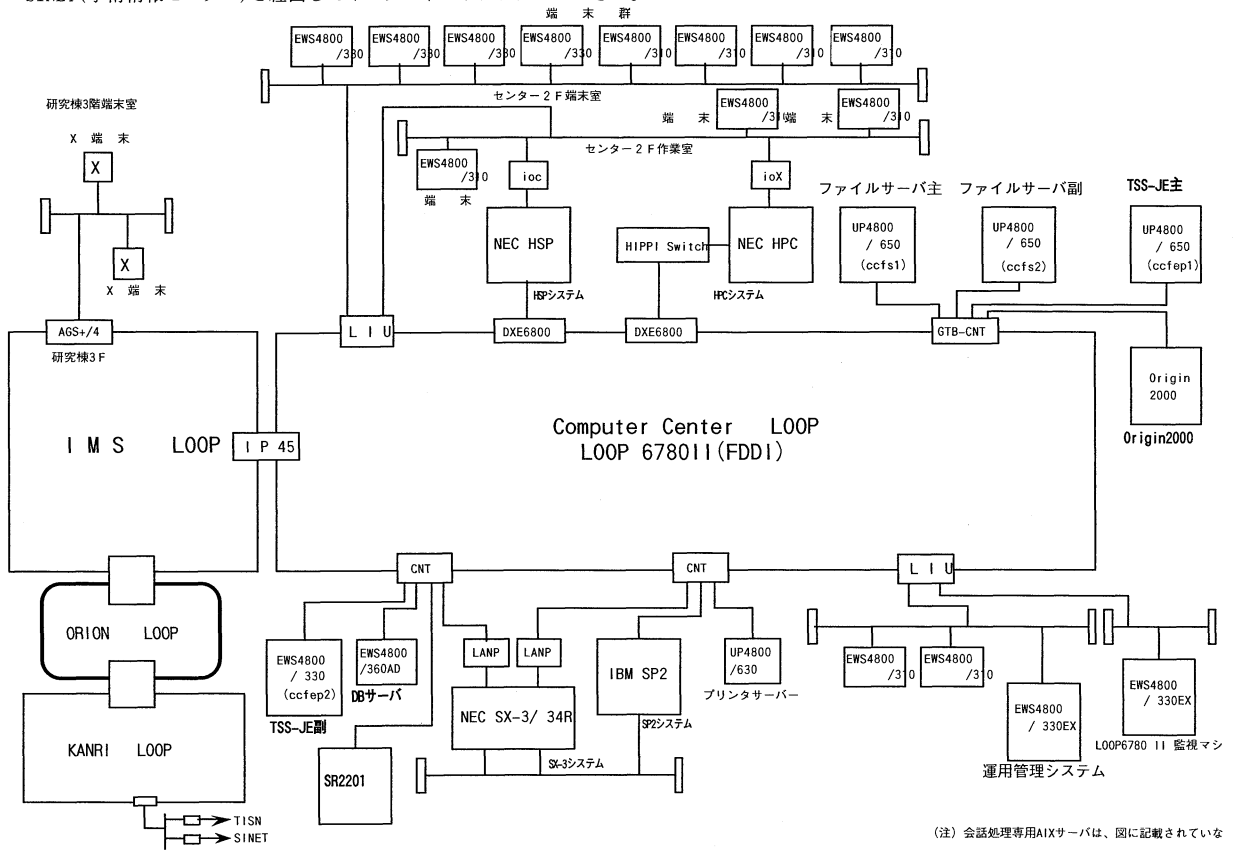 端 末 群
EWS4800
/330
EWS4800
/330
EWS4800
/330
EWS4800
/330
EWS4800
/310
EWS4800
/310
EWS4800
/310
EWS4800
/310
センター2F端末室
研究棟3階端末室
X 端 末
X
X
X 端 末
端 末
EWS4800
/310
端 末
EWS4800
/310
センター2F作業室
EWS4800
/310
端 末
ioc
ioX
NEC HSP
HSPシステム
HIPPI Switch
NEC HPC
HPCシステム
ファイルサーバ主
UP4800
/ 650
(ccfs1)
ファイルサーバ副
UP4800
/ 650
(ccfs2)
TSS-JE主
UP4800
/ 650
(ccfep1)
AGS+/4
研究棟3F
L I U
DXE6800
DXE6800
GTB-CNT
Origin
2000
Origin2000
I M S LOOP
I P 45
Computer Center LOOP
LOOP 6780II(FDDI)
CNT
CNT
L I U
ORION LOOP
KANRI LOOP
TISN
SINET
EWS4800
/ 330
(ccfep2)
TSS-JE副
EWS4800
/360AD
DBサーバ
SR2201
LANP
LANP
NEC SX-3/ 34R
SX-3システム
IBM SP2
SP2システム
UP4800
/630
プリンタサーバー
EWS4800
/310
EWS4800
/310
EWS4800
/ 330EX
運用管理システム
EWS4800
/ 330EX
LOOP6780 II 監視マシ
(注) 会話処理専用AIXサーバは、図に記載されていな